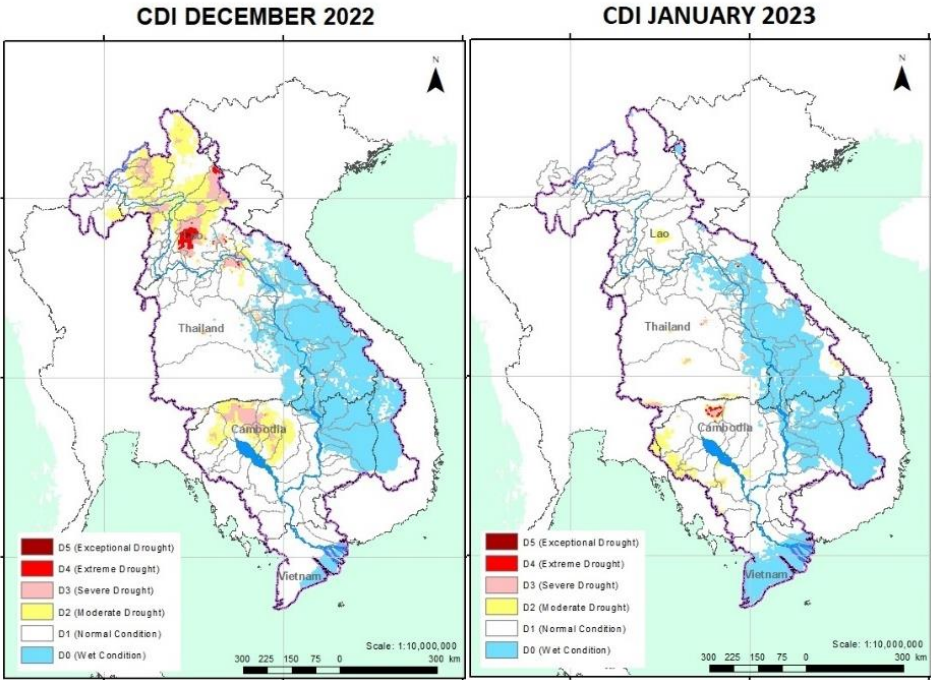 CDI DECEMBER 2022
N
Thailand
Cambodia
Vietnam
D5 (Exceptional Drought)
D4 (Extreme Drought)
D3 (Severe Drought)
D2 (Moderate Drought)
D1 (Normal Condition)
D0 (Wet Condition)
Scale: 1:10,000,000
300 225 150 75 0 300 km
CDI JANUARY 2023
N
Lao
Thailand
Cambodia
Vietnam
D5 (Exceptional Drought)
D4 (Extreme Drought)
D3 (Severe Drought)
D2 (Moderate Drought)
D1 (Normal Condition)
D0 (Wet Condition)
Scale: 1:10,000,000
300 225 150 75 0 300 km